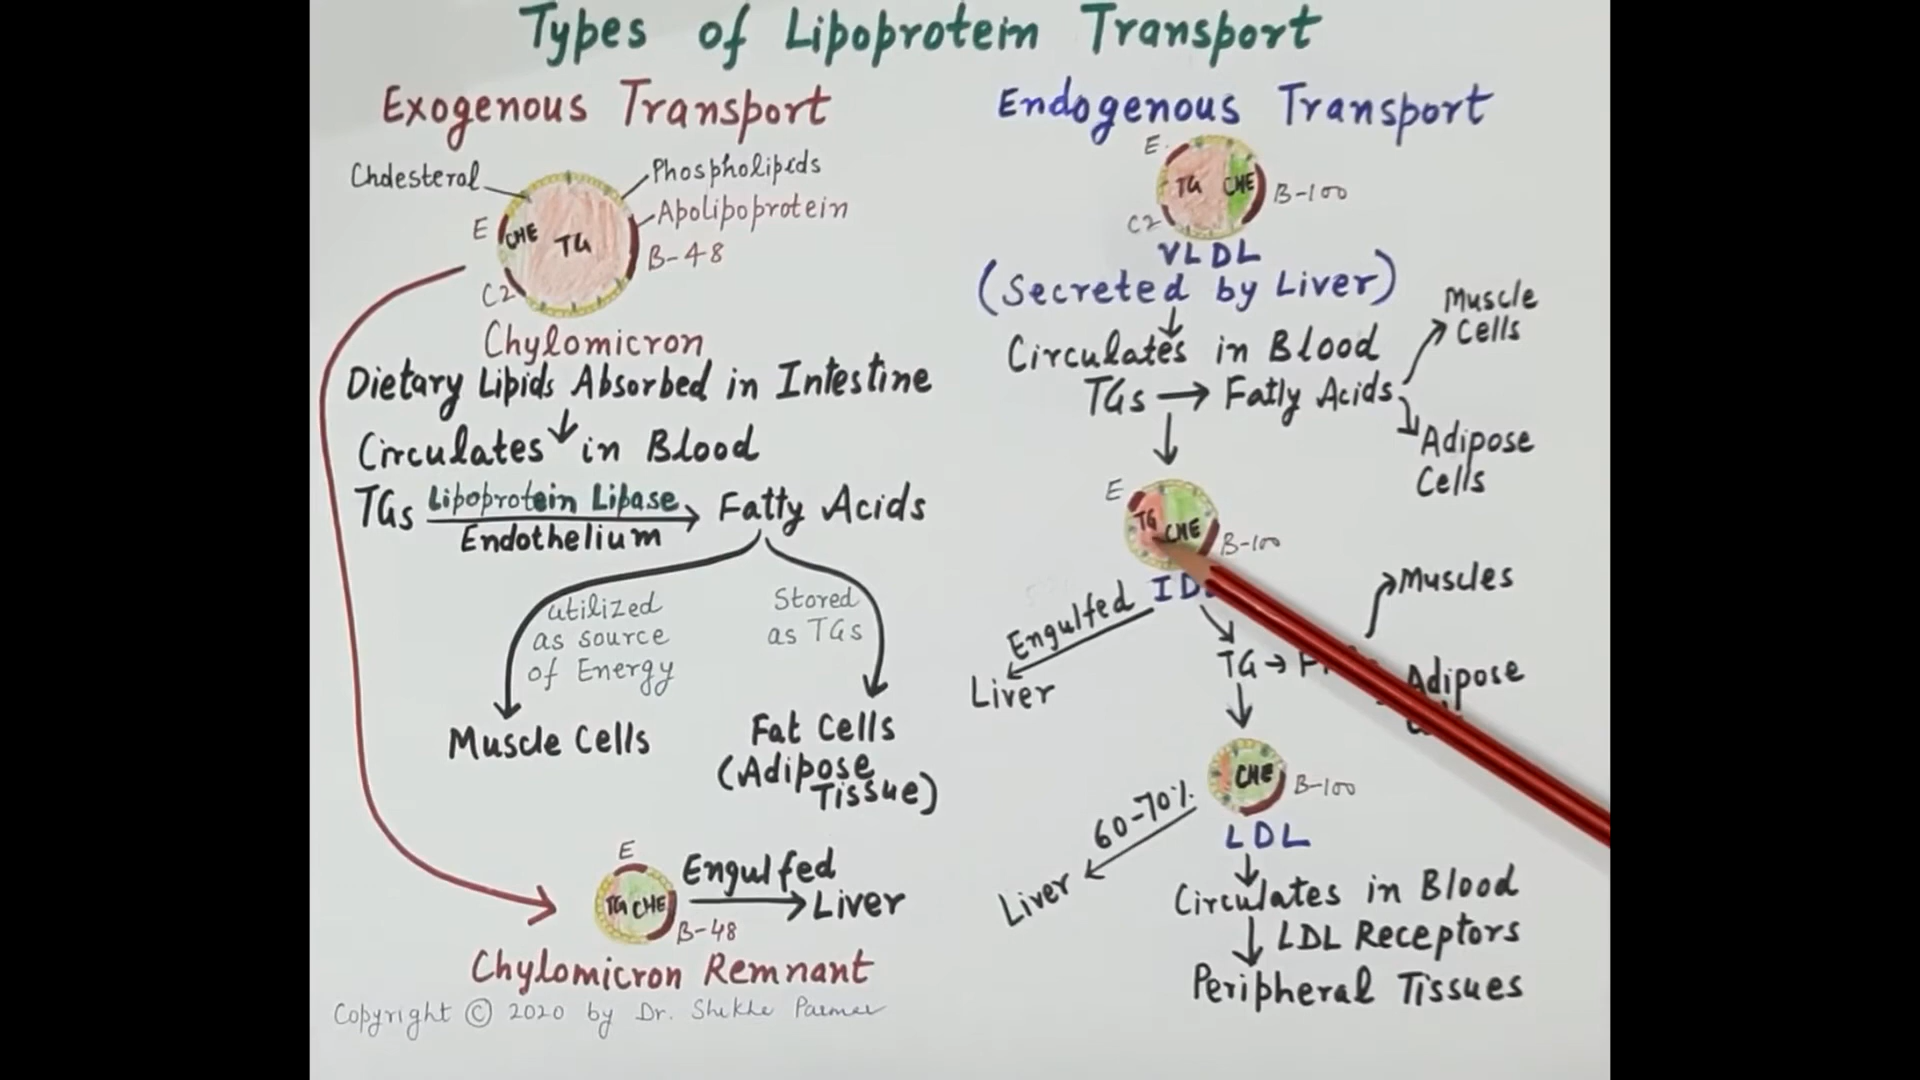 Types of Lipoprotein Transport
Exogenous Transport
Cholesterol
Phospholipids
Apolipoprotein
E
CHE
TG
B-48
C2
Chylomicron
Dietary Lipids Absorbed in Intestine
Circulates in Blood
TGs Lipoprotein Lipase Fatty Acids
Endothelium
utilized
as source
of Energy
Stored
as TGs
Muscle Cells
Fat Cells
(Adipose
Tissue)
E
TG CHE
B-48
Engulfed
Liver
Chylomicron Remnant
Copyright © 2020 by Dr.
Endogenous Transport
E
TG CHE
B-100
C2
VLDL
(Secreted by Liver)
Circulates in Blood
TGs → Fatty Acids
Muscle
Cells
Adipose
Cells
E
TG
CHE
B-100
Engulfed
Liver
TG →
Muscles
Adipose
CHE
B-100
LDL
60-70%
Liver
Circulates in Blood
LDL Receptors
Peripheral Tissues